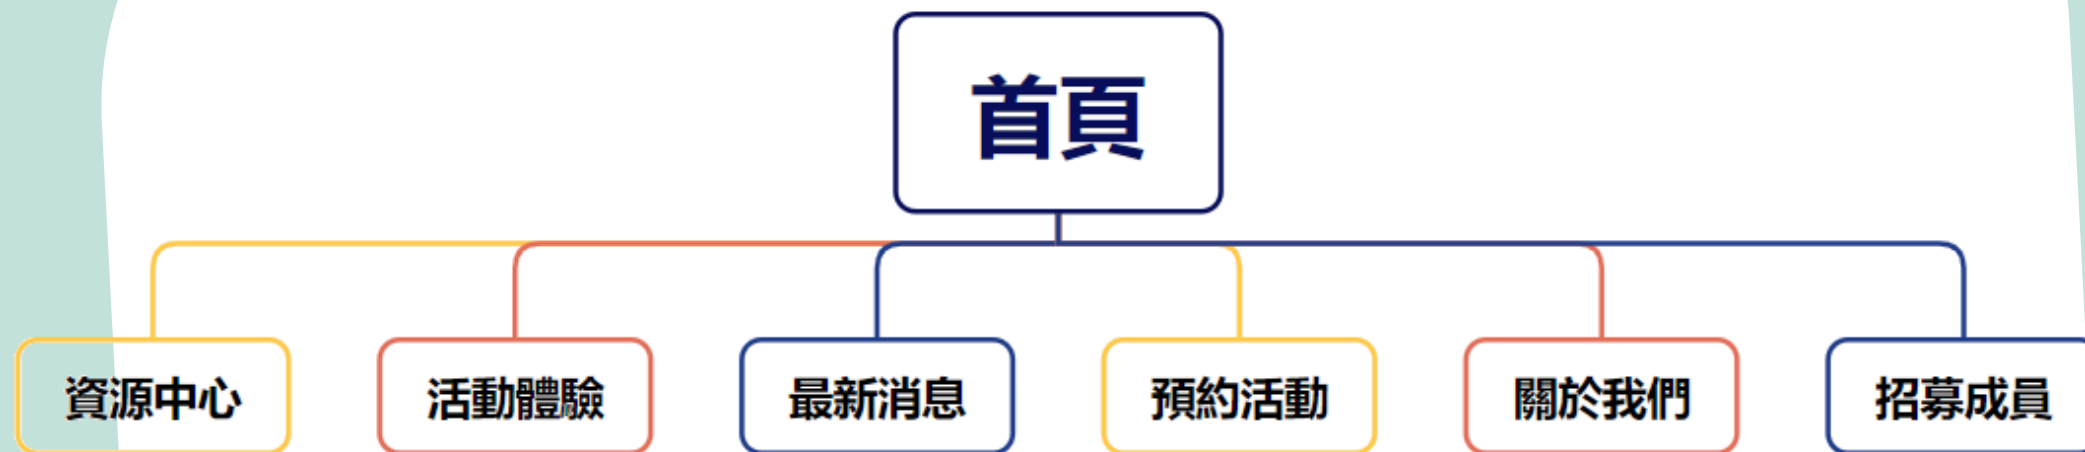 首頁
資源中心
活動體驗
最新消息
預約活動
關於我們
招募成員